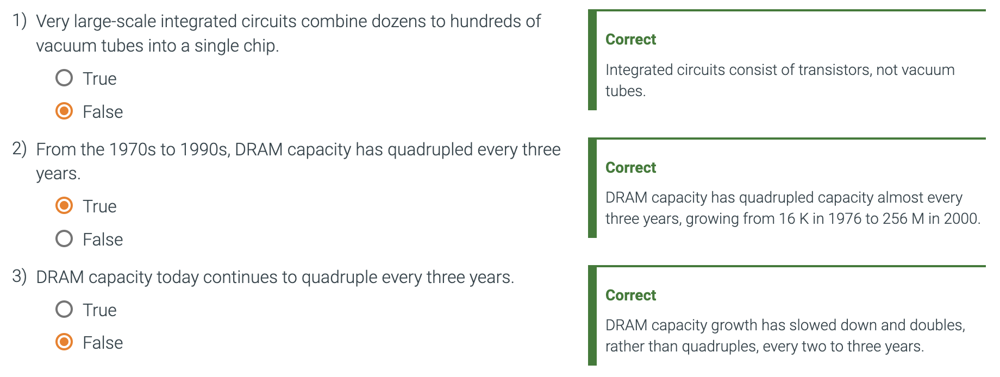 1) Very large-scale integrated circuits combine dozens to hundreds of
vacuum tubes into a single chip.
True
False
Correct
Integrated circuits consist of transistors, not vacuum
tubes.
2) From the 1970s to 1990s, DRAM capacity has quadrupled every three
years.
True
False
Correct
DRAM capacity has quadrupled capacity almost every
three years, growing from 16 K in 1976 to 256 M in 2000.
3) DRAM capacity today continues to quadruple every three years.
True
False
Correct
DRAM capacity growth has slowed down and doubles,
rather than quadruples, every two to three years.